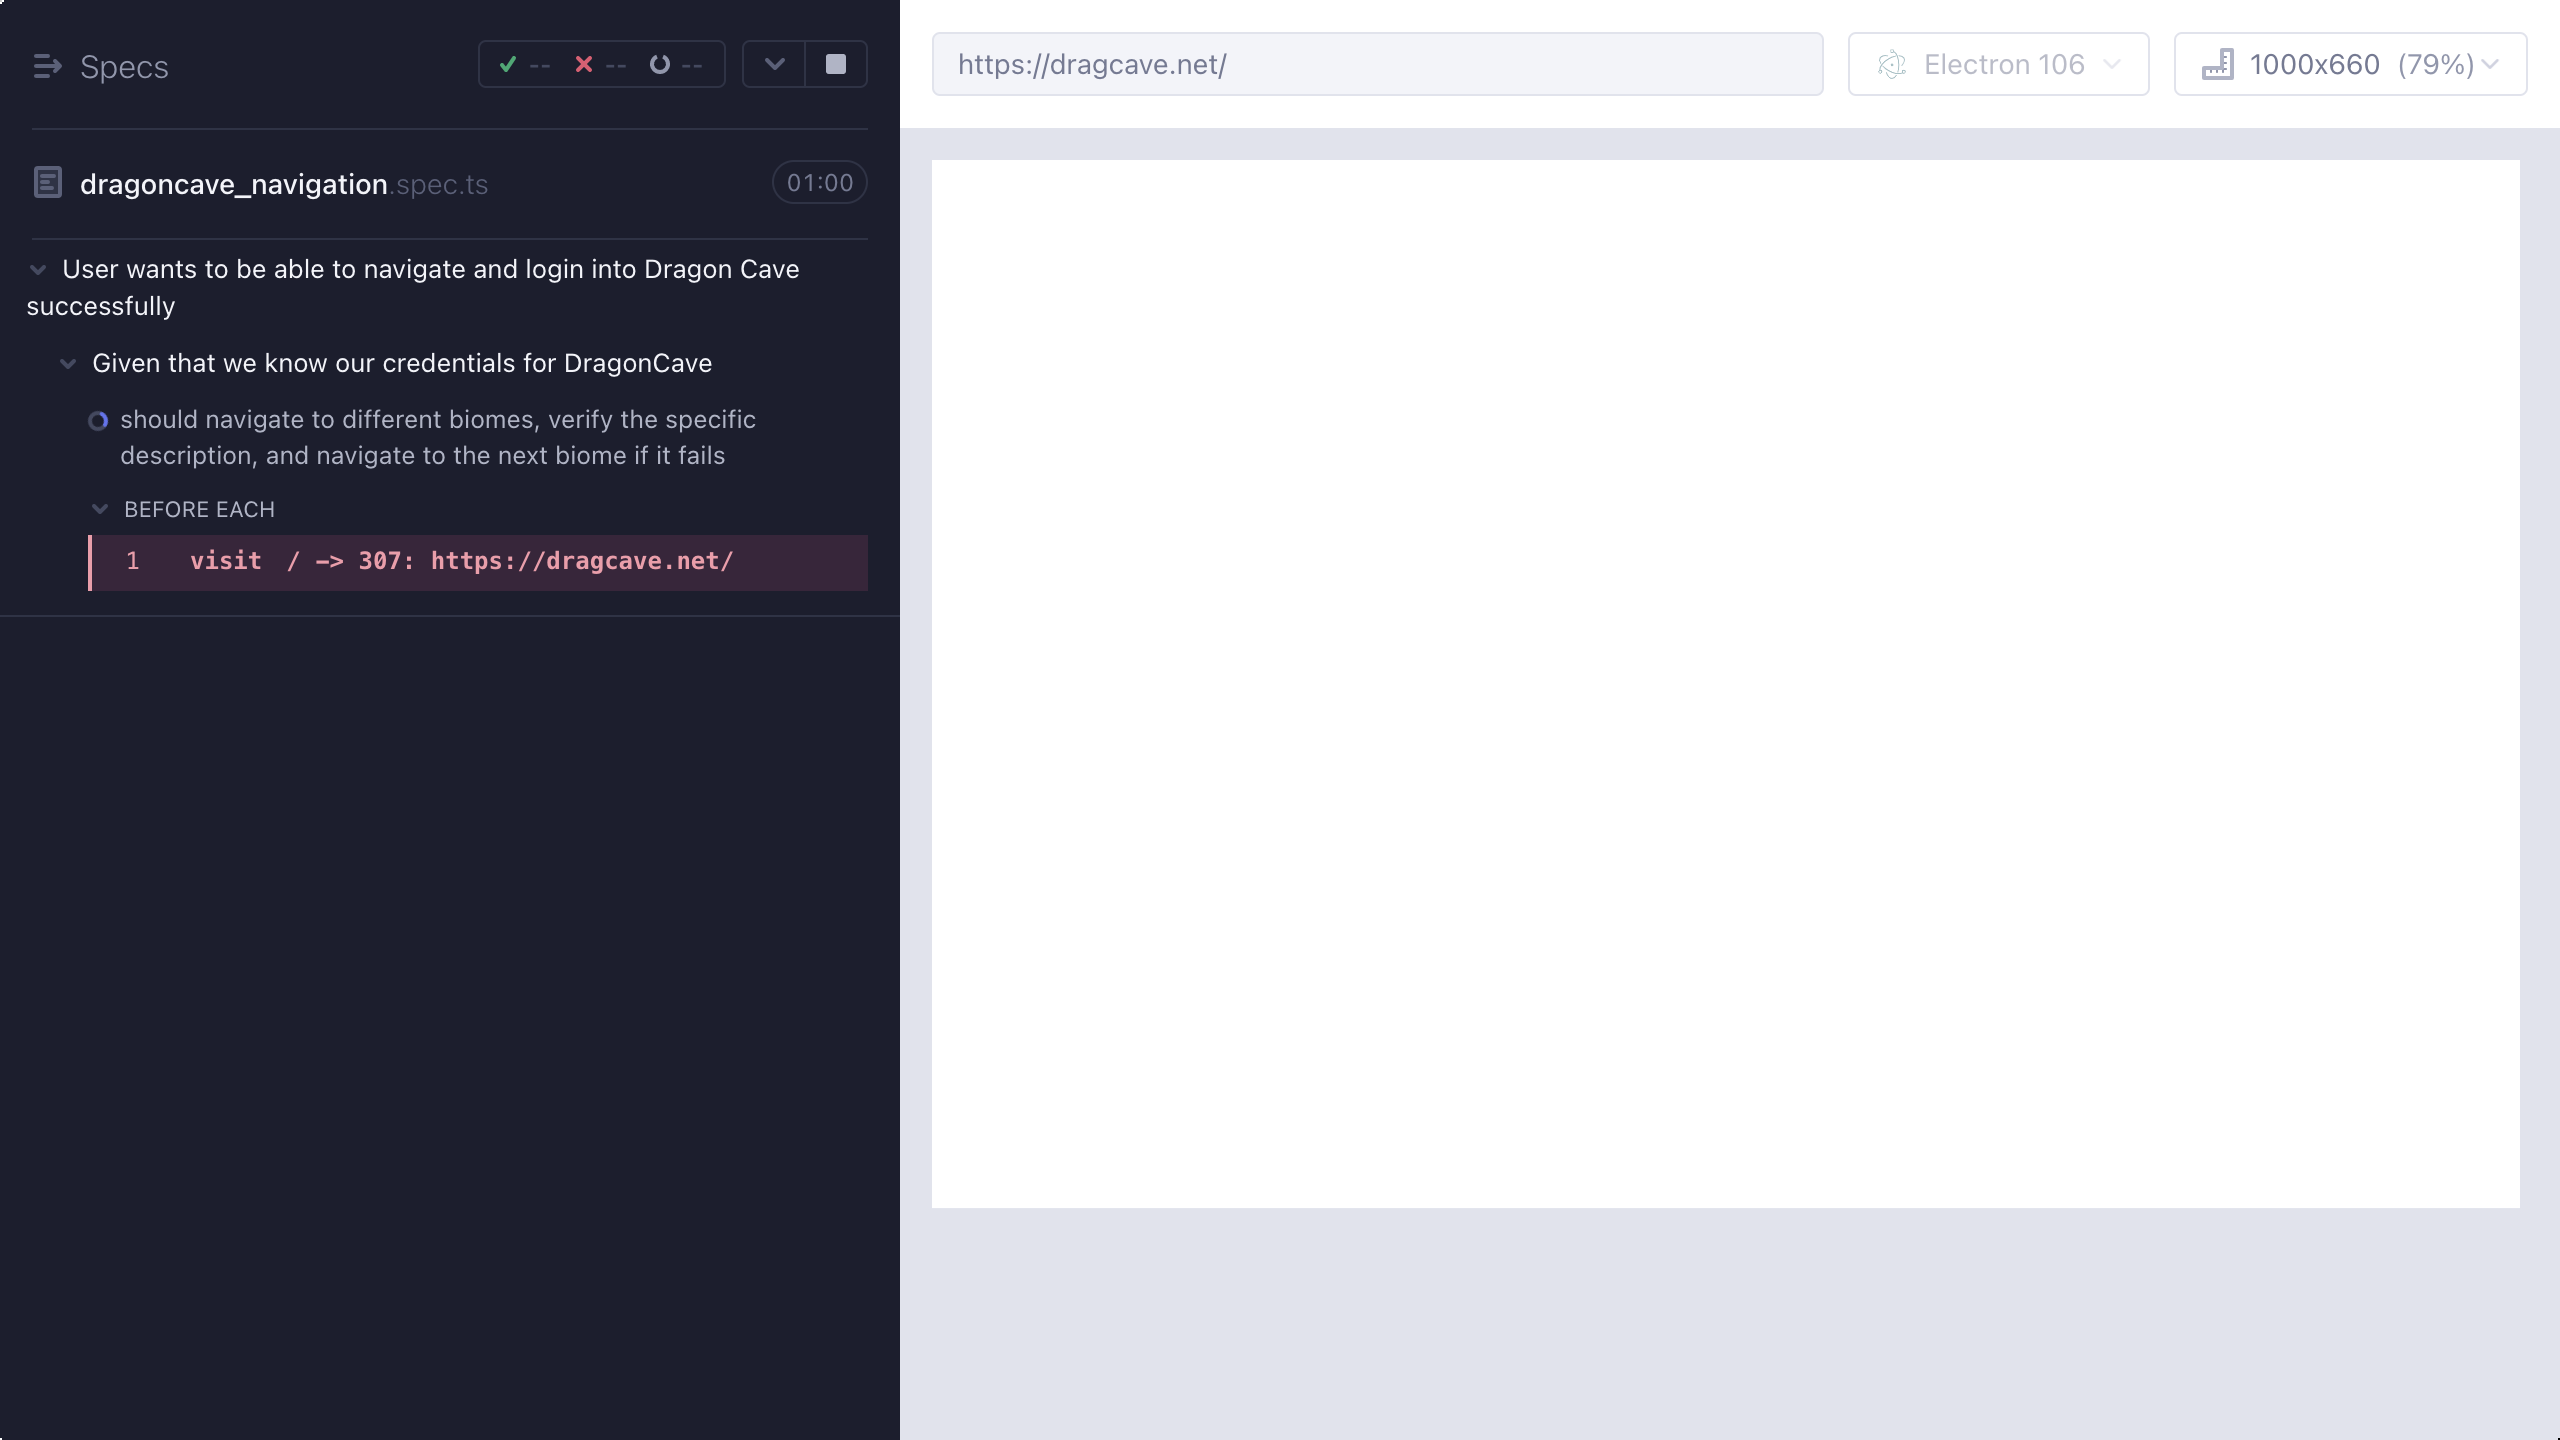 Specs
-- -- --
dragoncave_navigation.spec.ts
01:00
User wants to be able to navigate and login into Dragon Cave
successfully
Given that we know our credentials for DragonCave
should navigate to different biomes, verify the specific
description, and navigate to the next biome if it fails
BEFORE EACH
1 visit / -> 307: https://dragcave.net/
https://dragcave.net/
Electron 106
1000x660 (79%)